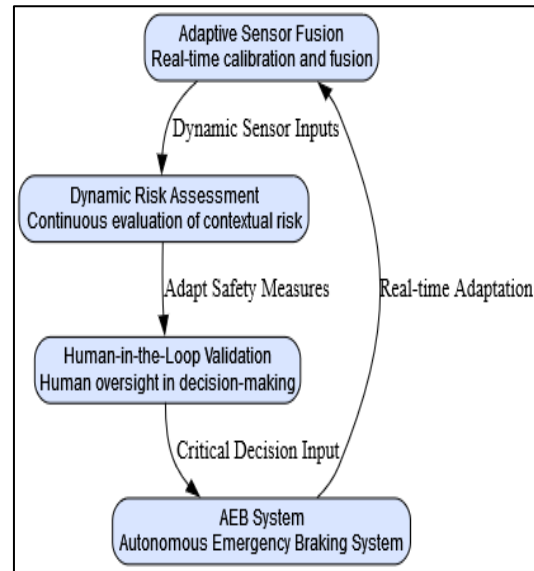 Adaptive Sensor Fusion
Real-time calibration and fusion
Dynamic Sensor Inputs
Dynamic Risk Assessment
Continuous evaluation of contextual risk
Adapt Safety Measures
Real-time Adaptation
Human-in-the-Loop Validation
Human oversight in decision-making
Critical Decision Input
AEB System
Autonomous Emergency Braking System